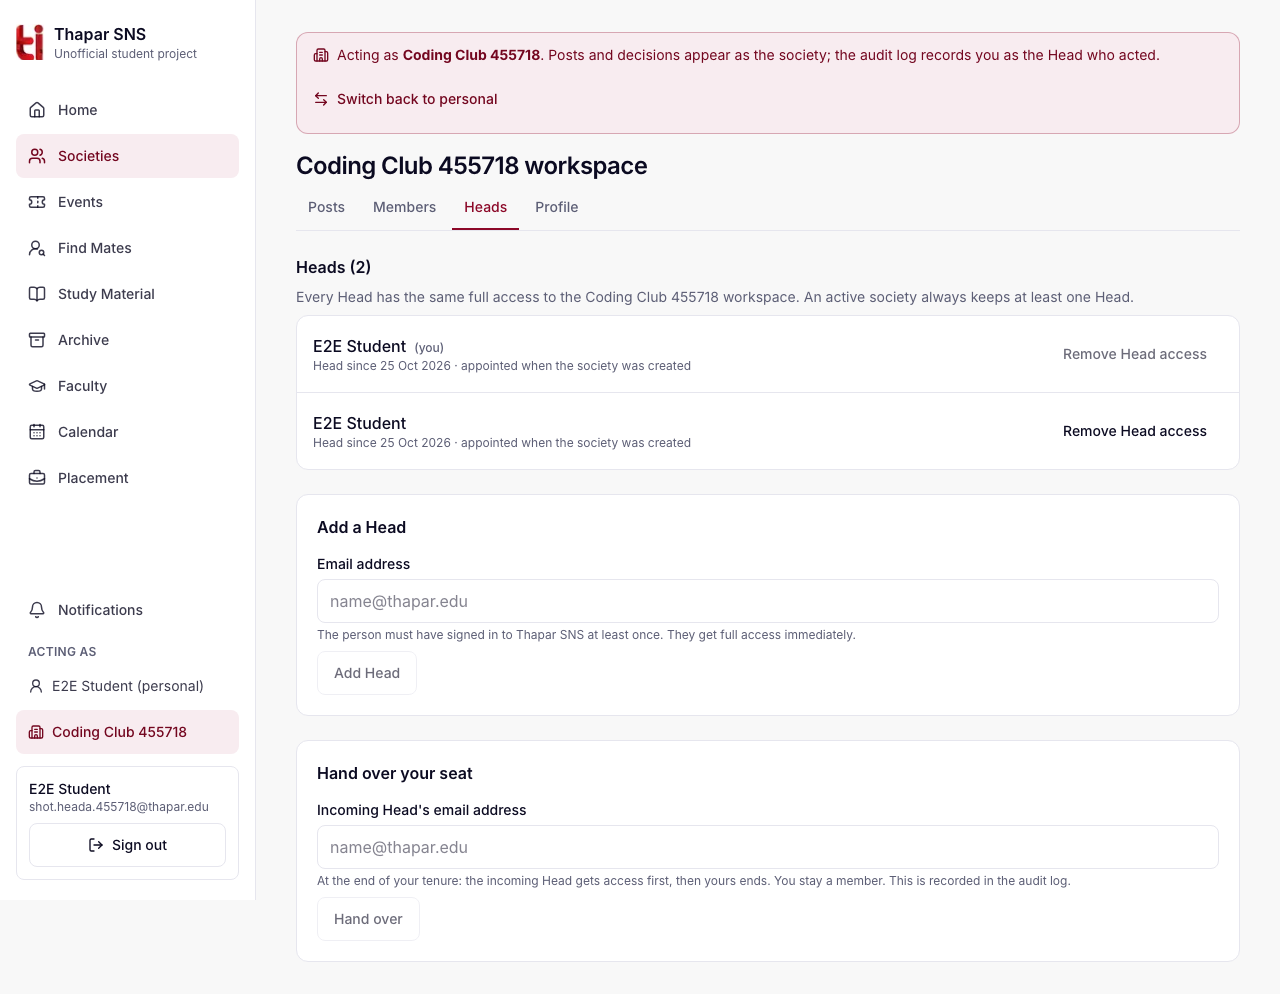 Thapar SNS
Unofficial student project
Home
Societies
Events
Find Mates
Study Material
Archive
Faculty
Calendar
Placement
Notifications
ACTING AS
E2E Student (personal)
Coding Club 455718
E2E Student
shot.heada.455718@thapar.edu
Sign out
Acting as Coding Club 455718. Posts and decisions appear as the society; the audit log records you as the Head who acted.
Switch back to personal
Coding Club 455718 workspace
Posts Members Heads Profile
Heads (2)
Every Head has the same full access to the Coding Club 455718 workspace. An active society always keeps at least one Head.
E2E Student (you)
Head since 25 Oct 2026 · appointed when the society was created
Remove Head access
E2E Student
Head since 25 Oct 2026 · appointed when the society was created
Remove Head access
Add a Head
Email address
name@thapar.edu
The person must have signed in to Thapar SNS at least once. They get full access immediately.
Add Head
Hand over your seat
Incoming Head's email address
name@thapar.edu
At the end of your tenure: the incoming Head gets access first, then yours ends. You stay a member. This is recorded in the audit log.
Hand over